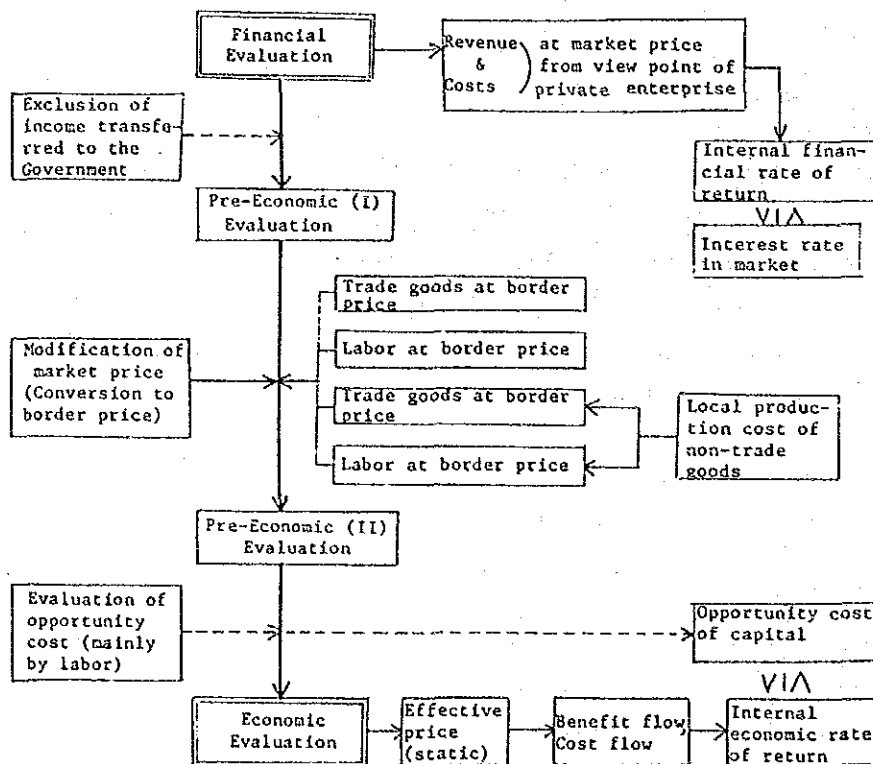 Financial
Evaluation
Revenue
&
Costs
at market price
from view point of
private enterprise
Exclusion of
income transfe-
rred to the
Government
Internal finan-
cial rate of
return
VIΛ
Interest rate
in market
Pre-Economic (I)
Evaluation
Trade goods at border
price
Labor at border price
Trade goods at border
price
Labor at border price
Modification of
market price
(Conversion to
border price)
Local produc-
tion cost of
non-trade
goods
Pre-Economic (II)
Evaluation
Evaluation of
opportunity
cost (mainly
by labor)
Opportunity cost
of capital
VIΛ
Economic
Evaluation
Effective
price
(static)
Benefit flow,
Cost flow
Internal
economic rate
of return